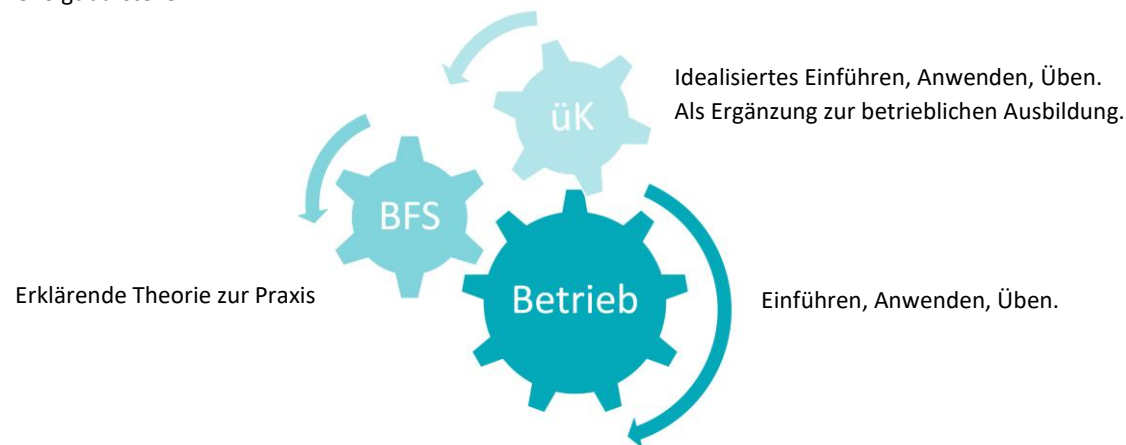 üK
Idealisiertes Einführen, Anwenden, Üben.
Als Ergänzung zur betrieblichen Ausbildung.
BFS
Erklärende Theorie zur Praxis
Betrieb
Einführen, Anwenden, Üben.